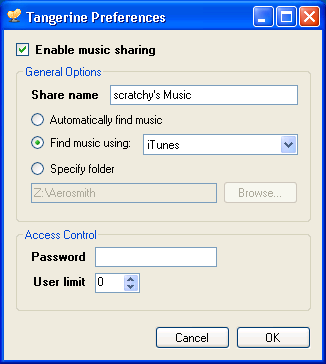 Tangerine Preferences
Enable music sharing
General Options
Share name scratchy's Music
Automatically find music
Find music using: iTunes
Specify folder
Z:\Aerosmith Browse...
Access Control
Password
User limit 0
Cancel OK